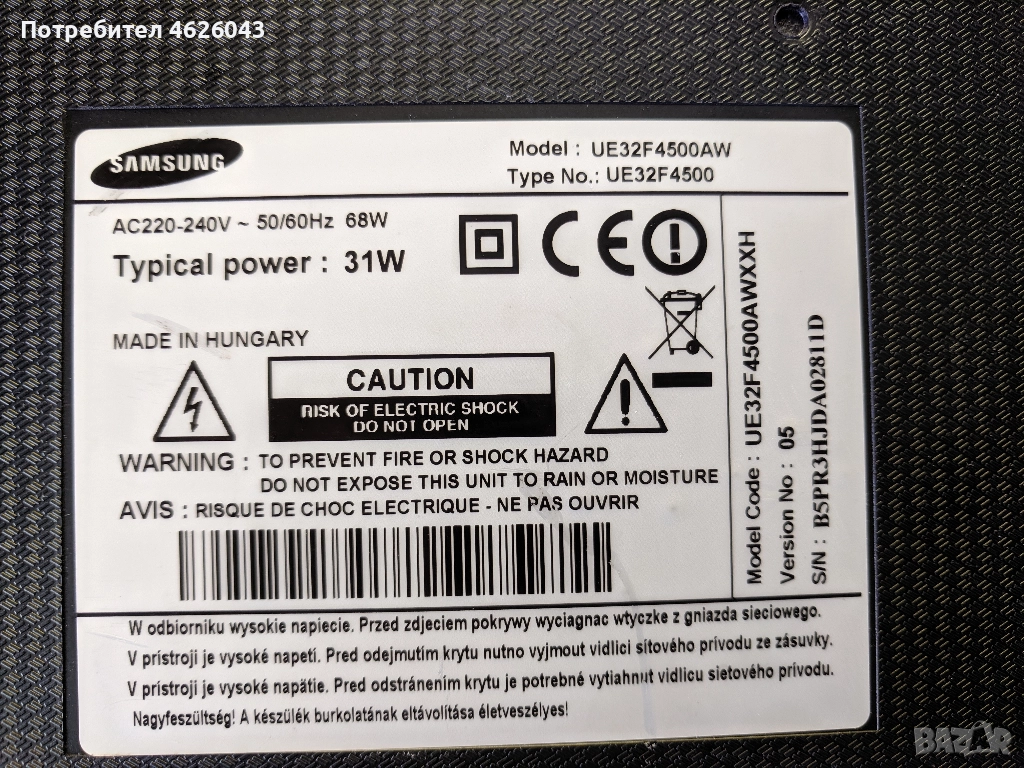 Потребител 4626043
SAMSUNG
Model : UE32F4500AW
Type No.: UE32F4500
AC220-240V ~ 50/60Hz 68W
Typical power : 31W
CE
MADE IN HUNGARY
CAUTION
RISK OF ELECTRIC SHOCK
DO NOT OPEN
WARNING : TO PREVENT FIRE OR SHOCK HAZARD
DO NOT EXPOSE THIS UNIT TO RAIN OR MOISTURE
AVIS : RISQUE DE CHOC ELECTRIQUE - NE PAS OUVRIR
Model Code : UE32F4500AWXXH
Version No : 05
S/N : B5PR3HJDA02811D
W odbiorniku wysokie napiecie. Przed zdjeciem pokrywy wyciagnac wtyczke z gniazda sieciowego.
V prístroji je vysoké napetí. Pred odejmutím krytu nutno vyjmout vidlici sítového prívodu ze zásuvky.
V prístroji je vysoké napätie. Pred odstránením krytu je potrebné vytiahnut vidlicu sietového prívodu.
Nagyfeszültség! A készülék burkolatának eltávolítása életveszélyes!
BAZAR